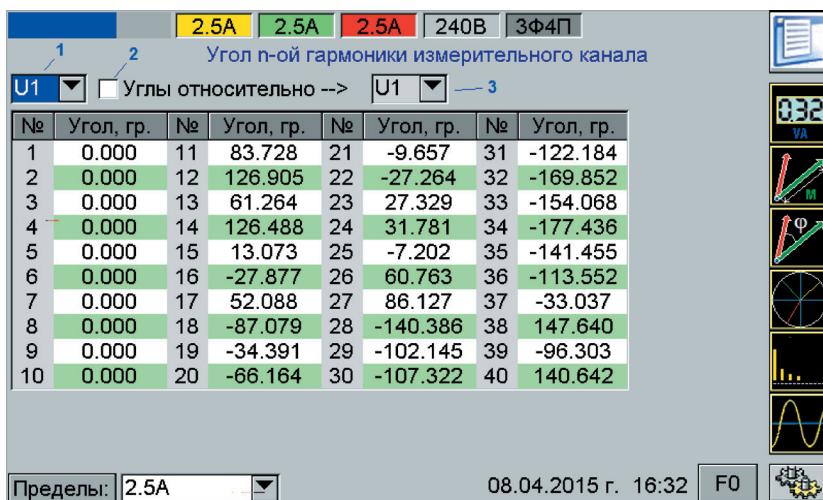 2.5А 2.5А 2.5А 240В 3Ф4П
1 2 Угол n-ой гармоники измерительного канала
U1 Углы относительно --> U1 3
№ Угол, гр. № Угол, гр. № Угол, гр. № Угол, гр.
1 0.000 11 83.728 21 -9.657 31 -122.184
2 0.000 12 126.905 22 -27.264 32 -169.852
3 0.000 13 61.264 23 27.329 33 -154.068
4 0.000 14 126.488 24 31.781 34 -177.436
5 0.000 15 13.073 25 -7.202 35 -141.455
6 0.000 16 -27.877 26 60.763 36 -113.552
7 0.000 17 52.088 27 86.127 37 -33.037
8 0.000 18 -87.079 28 -140.386 38 147.640
9 0.000 19 -34.391 29 -102.145 39 -96.303
10 0.000 20 -66.164 30 -107.322 40 140.642
Пределы: 2.5А 08.04.2015 г. 16:32 F0
0.32
VA
M
φ